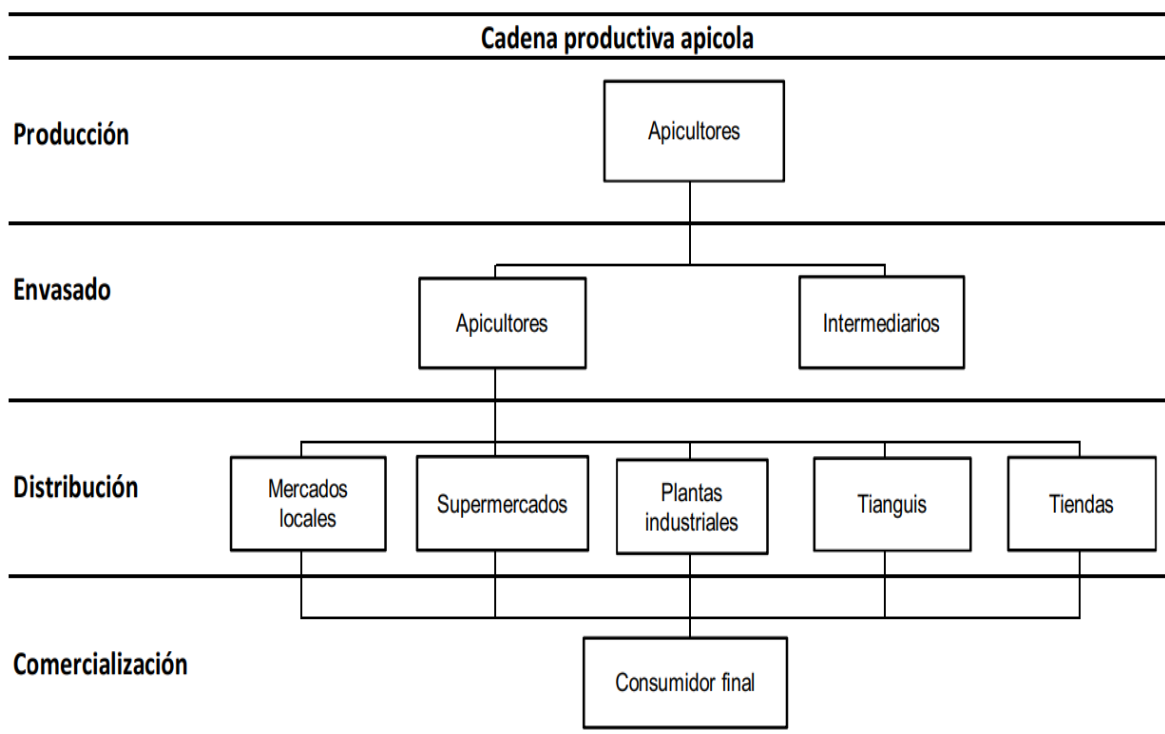 Cadena productiva apicola
Producción
Apicultores
Envasado
Apicultores
Intermediarios
Distribución
Mercados
locales
Supermercados
Plantas
industriales
Tianguis
Tiendas
Comercialización
Consumidor final